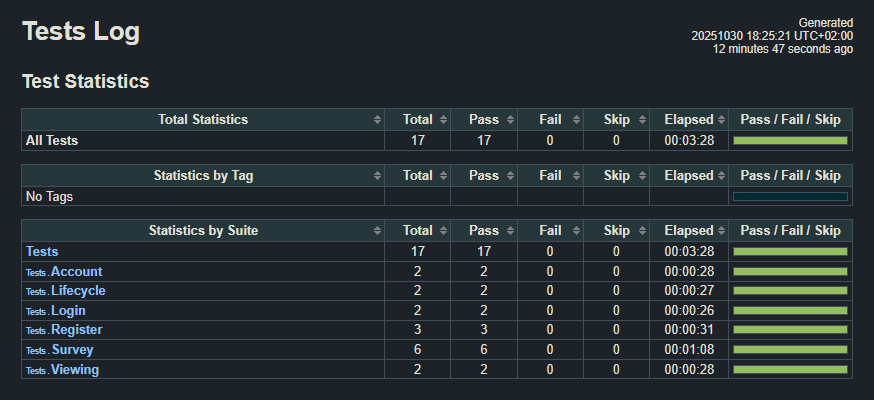 Tests Log
Generated
20251030 18:25:21 UTC+02:00
12 minutes 47 seconds ago
Test Statistics
Total Statistics Total Pass Fail Skip Elapsed Pass / Fail / Skip
All Tests 17 17 0 0 00:03:28
Statistics by Tag Total Pass Fail Skip Elapsed Pass / Fail / Skip
No Tags
Statistics by Suite Total Pass Fail Skip Elapsed Pass / Fail / Skip
Tests 17 17 0 0 00:03:28
Tests . Account 2 2 0 0 00:00:28
Tests . Lifecycle 2 2 0 0 00:00:27
Tests . Login 2 2 0 0 00:00:26
Tests . Register 3 3 0 0 00:00:31
Tests . Survey 6 6 0 0 00:01:08
Tests . Viewing 2 2 0 0 00:00:28